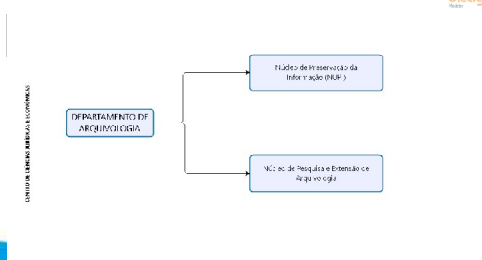 CENTRO DE CIÊNCIAS JURÍDICAS E ECONÔMICAS
DEPARTAMENTO DE
ARQUIVOLOGIA
Núcleo de Preservação da
Informação (NUPI)
Núcleo de Pesquisa e Extensão de
Arquivologia